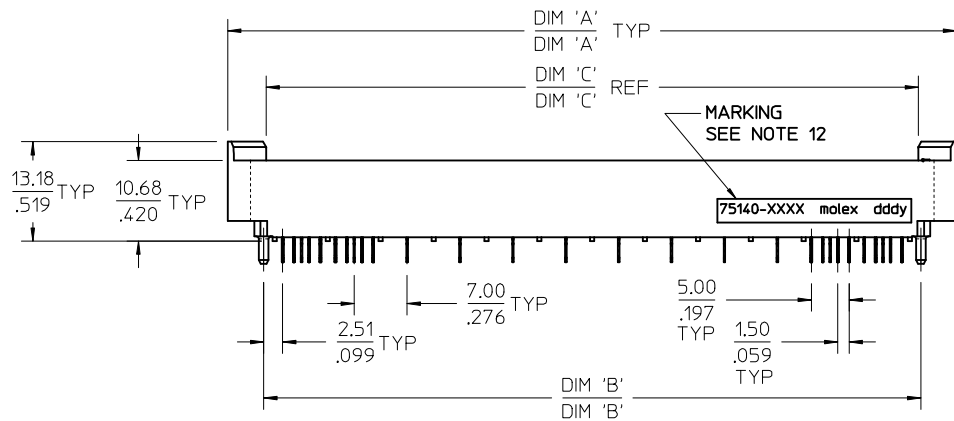 DIM 'A'
DIM 'A'
TYP
DIM 'C'
DIM 'C'
REF
MARKING
SEE NOTE 12
13.18
.519
TYP
10.68
.420
TYP
75140-XXXX molex dddy
7.00
.276
TYP
5.00
.197
TYP
2.51
.099
TYP
1.50
.059
TYP
DIM 'B'
DIM 'B'